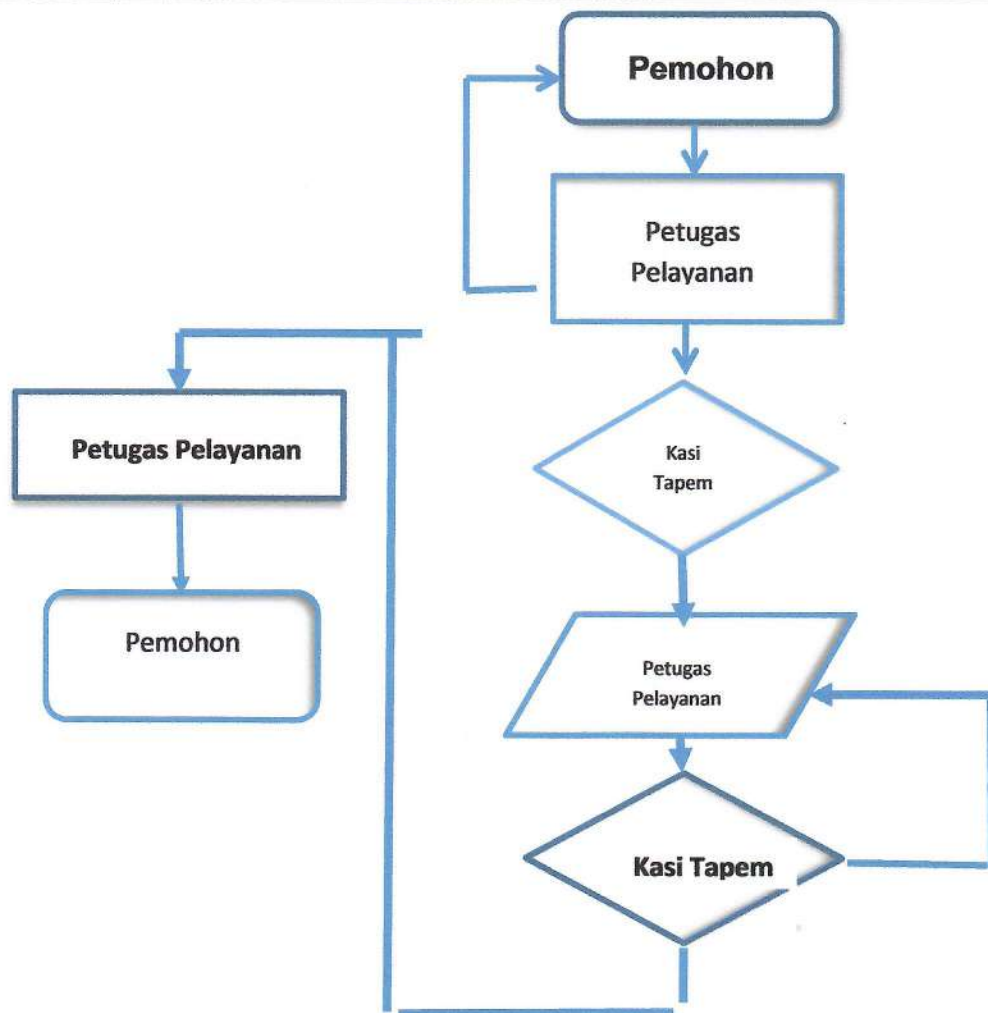 Pemohon
Petugas
Pelayanan
Kasi
Tapem
Petugas
Pelayanan
Kasi Tapem
Petugas Pelayanan
Pemohon